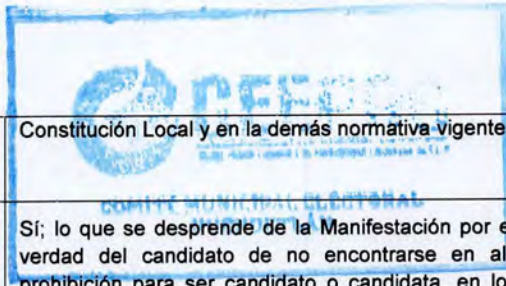 CEEPAC
Constitución Local y en la demás normativa vigente
COMITÉ MUNICIPAL ELECTORAL
Sí; lo que se desprende de la Manifestación por e
verdad del candidato de no encontrarse en al
prohibición para ser candidato o candidata, en lo